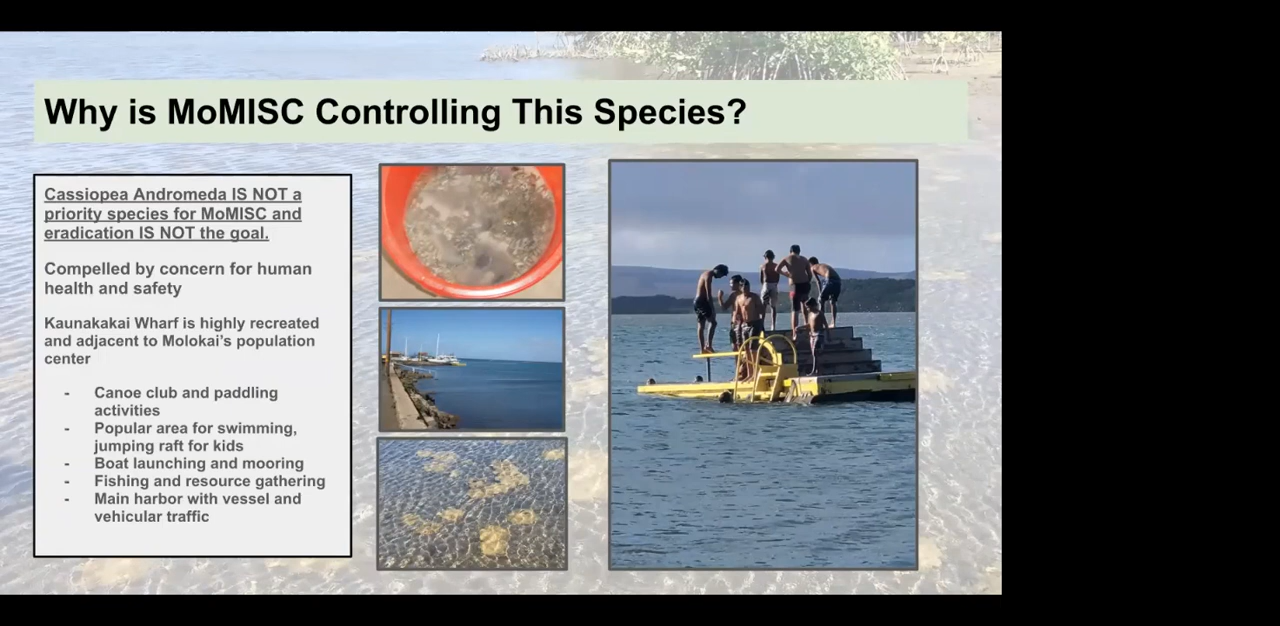 Why is MoMISC Controlling This Species?
Cassiopea Andromeda IS NOT a
priority species for MoMISC and
eradication IS NOT the goal.
Compelled by concern for human
health and safety
Kaunakakai Wharf is highly recreated
and adjacent to Molokai's population
center
- Canoe club and paddling
activities
- Popular area for swimming,
jumping raft for kids
- Boat launching and mooring
- Fishing and resource gathering
- Main harbor with vessel and
vehicular traffic